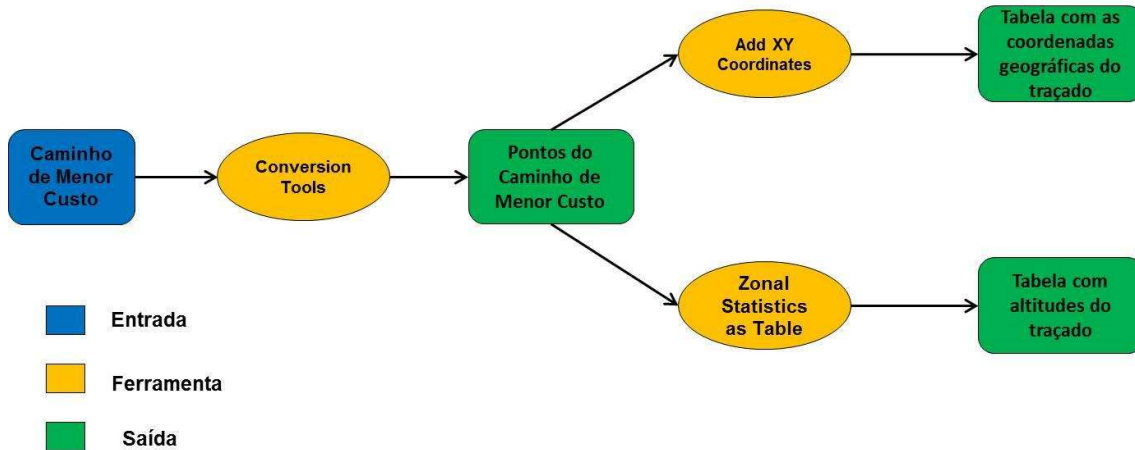 Caminho
de Menor
Custo
Conversion
Tools
Pontos do
Caminho de
Menor Custo
Add XY
Coordinates
Tabela com as
coordenadas
geográficas do
traçado
Zonal
Statistics
as Table
Tabela com
altitudes do
traçado
Entrada
Ferramenta
Saída